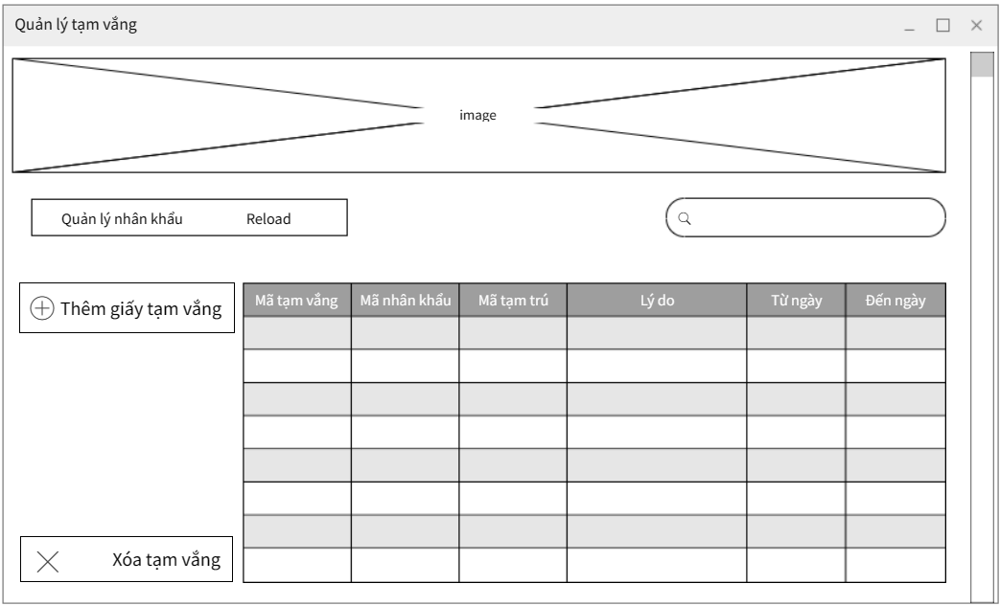 Quản lý tạm vắng
image
Quản lý nhân khẩu Reload
Thêm giấy tạm vắng
Mã tạm vắng Mã nhân khẩu Mã tạm trú Lý do Từ ngày Đến ngày
Xóa tạm vắng